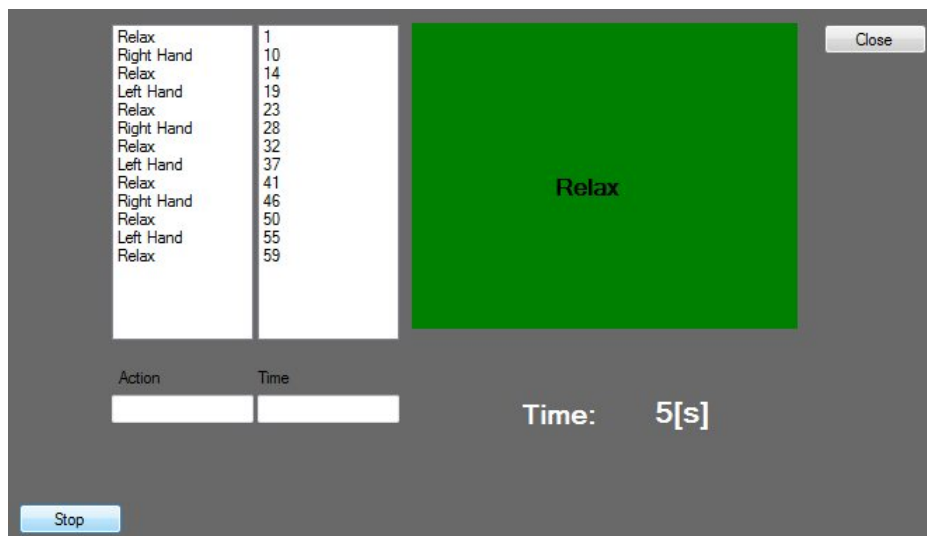 Relax 1
Right Hand 10
Relax 14
Left Hand 19
Relax 23
Right Hand 28
Relax 32
Left Hand 37
Relax 41
Right Hand 46
Relax 50
Left Hand 55
Relax 59
Relax
Close
Action Time
Time: 5[s]
Stop